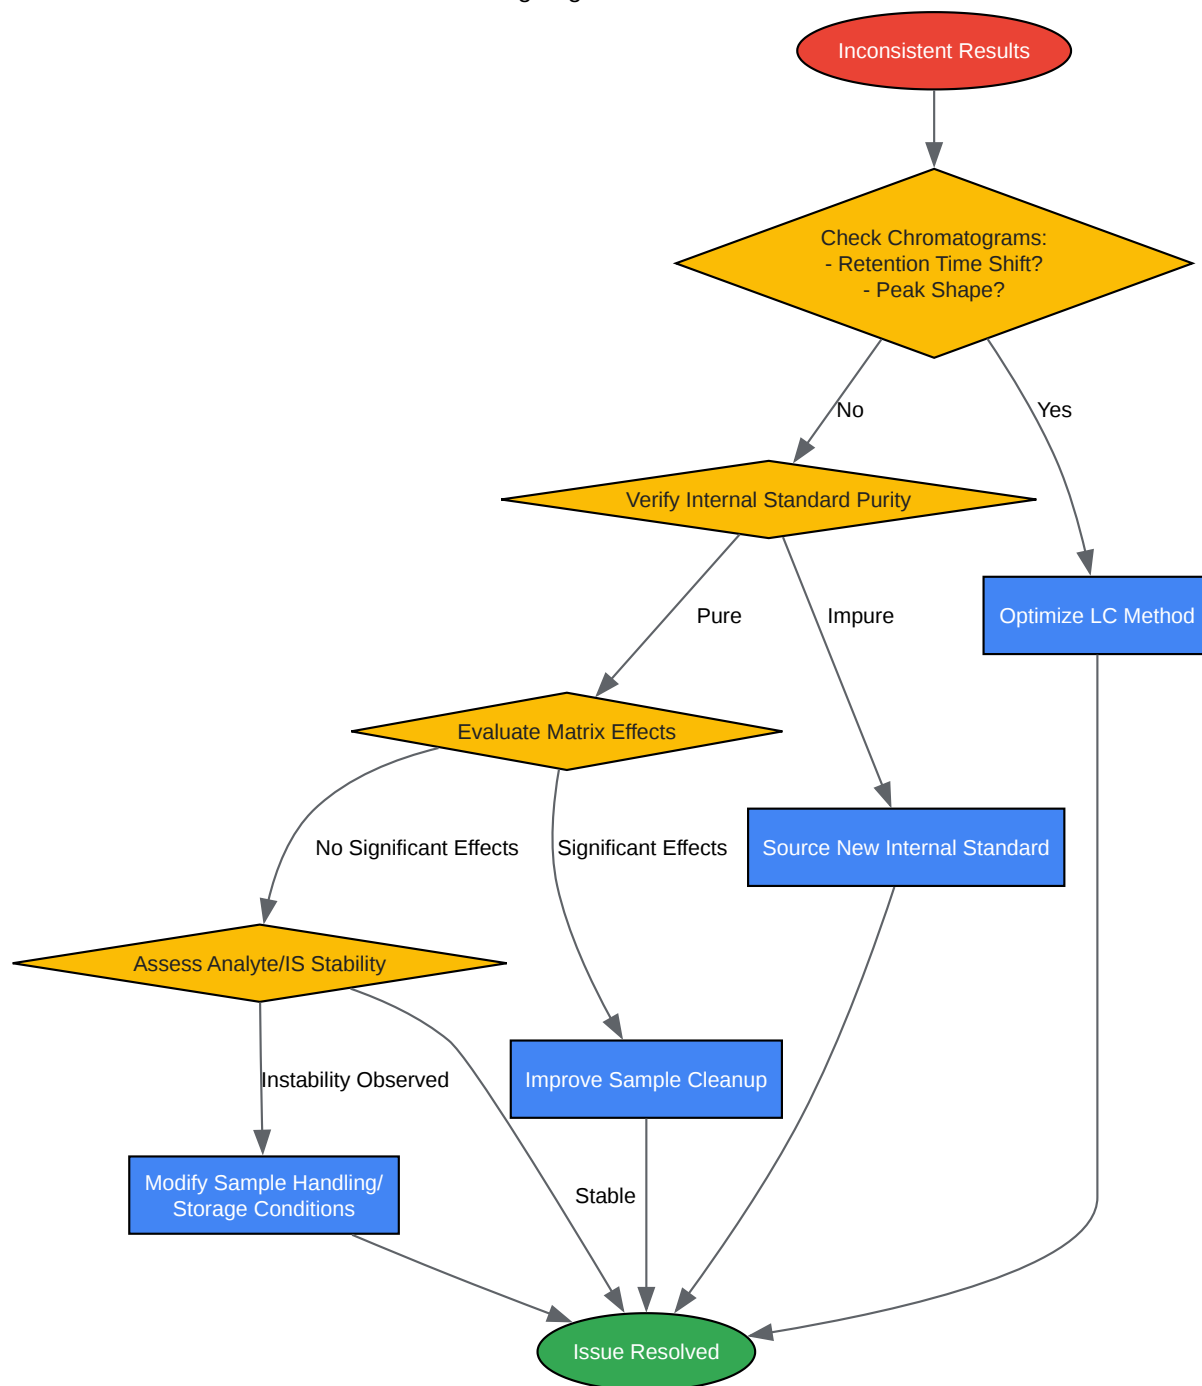 Inconsistent Results
Check Chromatograms:
- Retention Time Shift?
- Peak Shape?
No
Yes
Verify Internal Standard Purity
Pure
Impure
Optimize LC Method
Evaluate Matrix Effects
No Significant Effects
Significant Effects
Source New Internal Standard
Assess Analyte/IS Stability
Instability Observed
Improve Sample Cleanup
Modify Sample Handling/
Storage Conditions
Stable
Issue Resolved